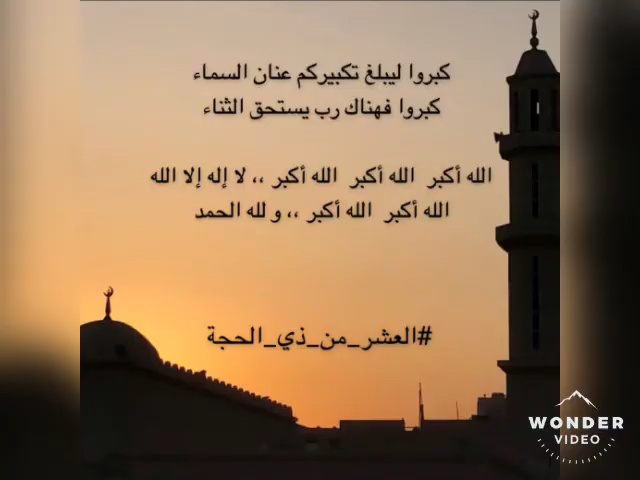 كبروا ليبلغ تكبيركم عنان السماء
كبروا فهناك رب يستحق الثناء
الله أكبر الله أكبر الله أكبر ،، لا إله إلا الله
الله أكبر الله أكبر ،، و لله الحمد
#العشر_من_ذي_الحجة
WONDER
VIDEO